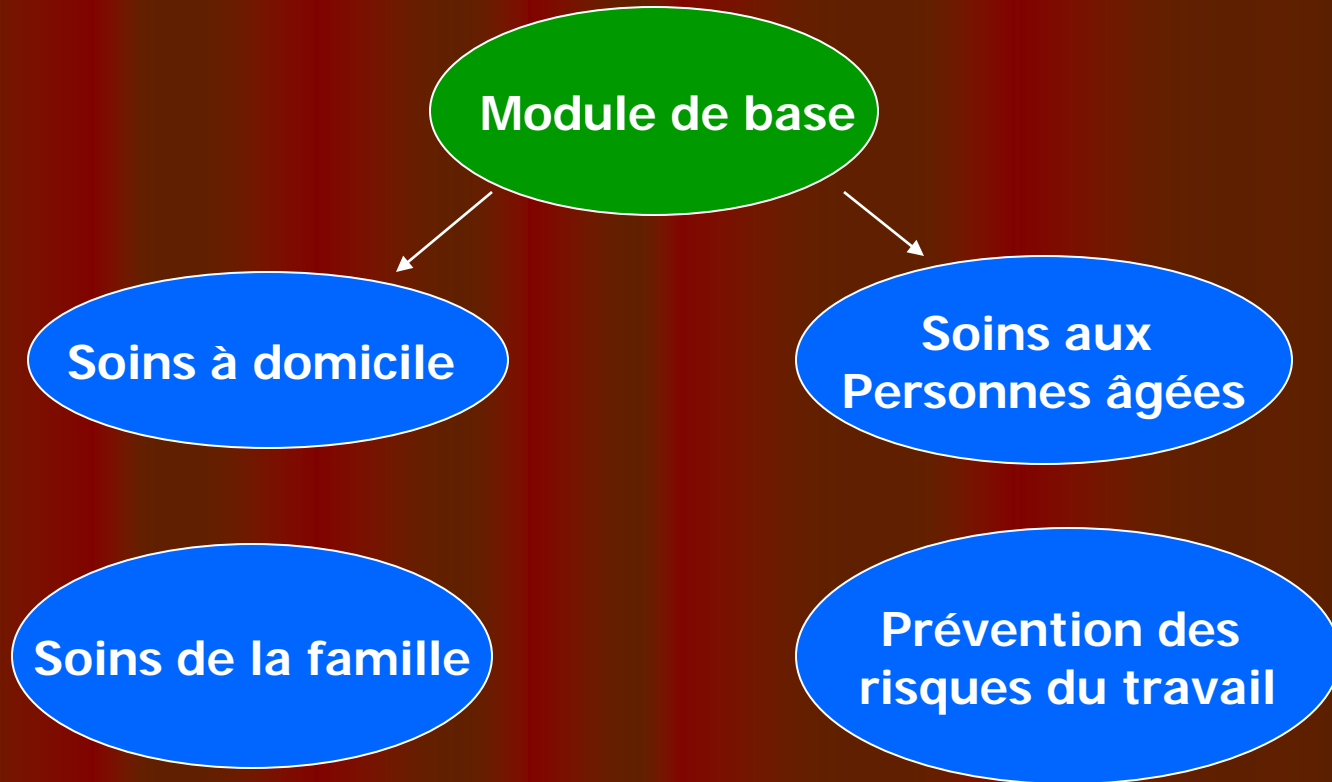 Module de base
Soins à domicile
Soins aux
Personnes âgées
Soins de la famille
Prévention des
risques du travail